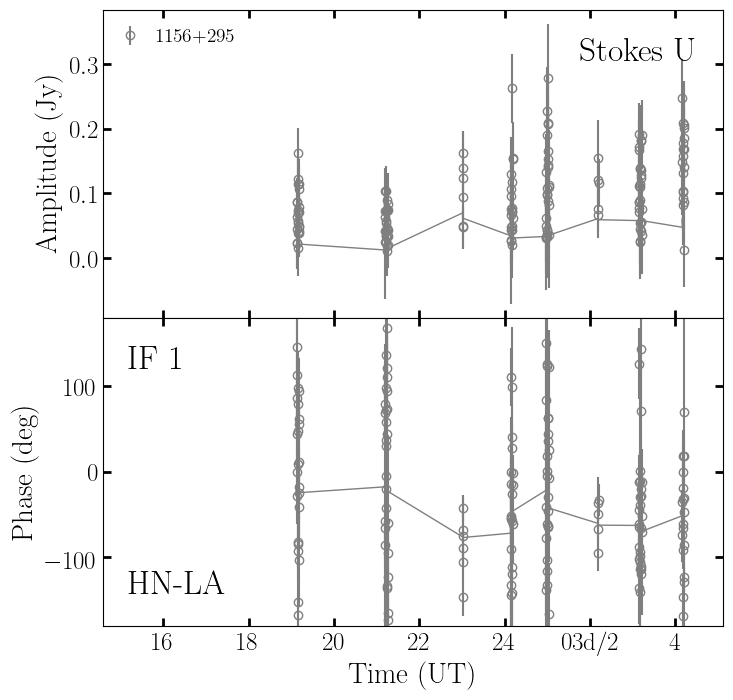 1156+295
Stokes U
Amplitude (Jy)
0.3
0.2
0.1
0.0
IF 1
HN-LA
Phase (deg)
100
0
−100
16 18 20 22 24 03d/2 4
Time (UT)